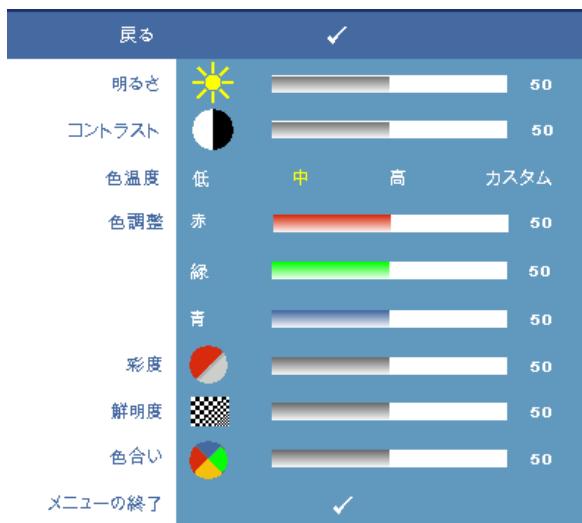 戻る
明るさ 50
コントラスト 50
色温度 低 中 高 カスタム
色調整 赤 50
緑 50
青 50
彩度 50
鮮明度 50
色合い 50
メニューの終了